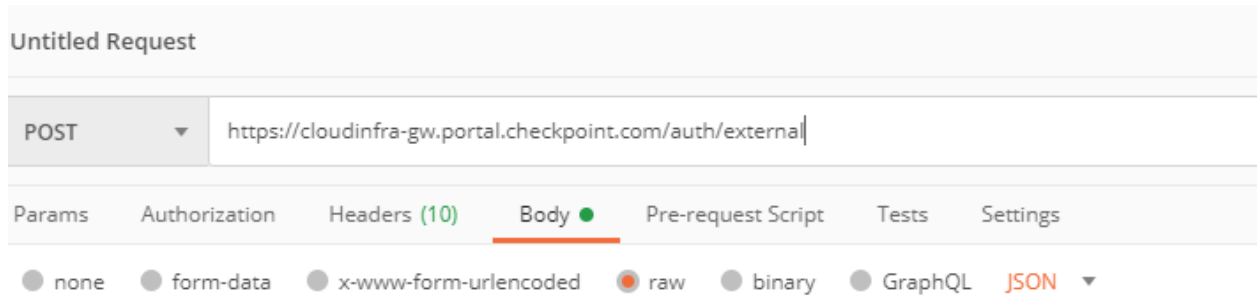 Untitled Request
POST https://cloudinfra-gw.portal.checkpoint.com/auth/external
Params Authorization Headers (10) Body Pre-request Script Tests Settings
none form-data x-www-form-urlencoded raw binary GraphQL JSON